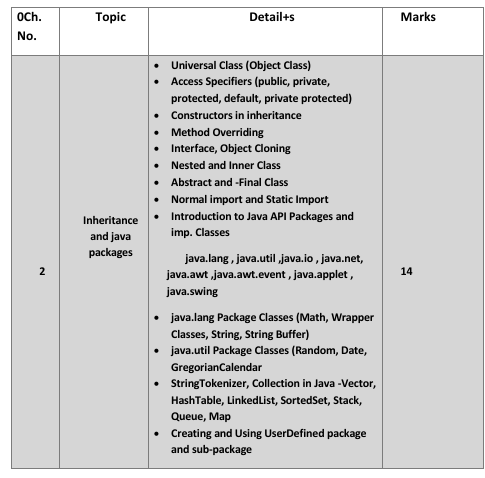 0Ch. No.
Topic
Detail+s
Marks
2
Inheritance
and java
packages
• Universal Class (Object Class)
• Access Specifiers (public, private,
protected, default, private protected)
• Constructors in inheritance
• Method Overriding
• Interface, Object Cloning
• Nested and Inner Class
• Abstract and -Final Class
• Normal import and Static Import
• Introduction to Java API Packages and
imp. Classes
java.lang , java.util ,java.io , java.net,
java.awt ,java.awt.event , java.applet ,
java.swing
• java.lang Package Classes (Math, Wrapper
Classes, String, String Buffer)
• java.util Package Classes (Random, Date,
GregorianCalendar
• StringTokenizer, Collection in Java -Vector,
HashTable, LinkedList, SortedSet, Stack,
Queue, Map
• Creating and Using UserDefined package
and sub-package
14